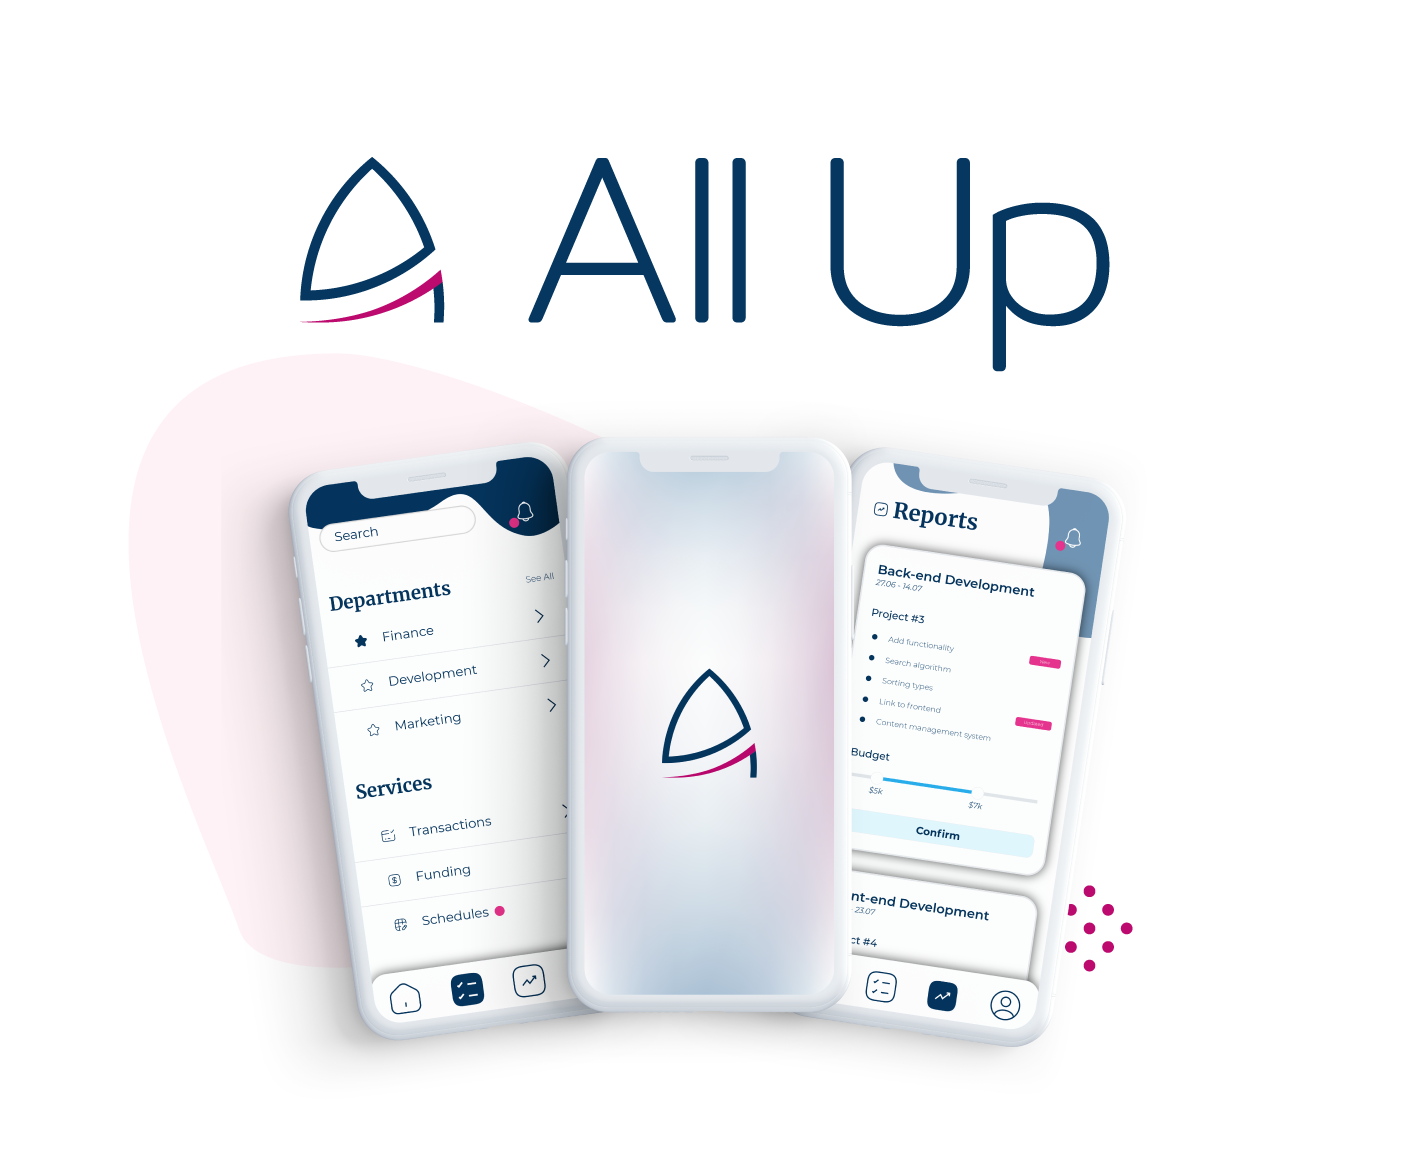 All Up
Search
See All
Departments
Finance
Development
Marketing
Services
Transactions
Funding
Schedules
Reports
Back-end Development
27.06 - 14.07
Project #3
Add functionality
Search algorithm
Sorting types
Link to frontend
Updated
Content management system
Budget
$5k
$7k
Confirm
nt-end Development
- 23.07
ct #4